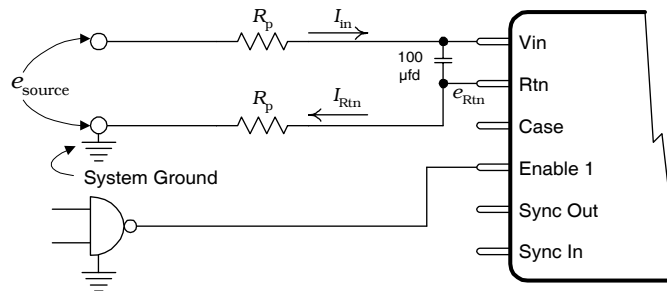 Rp
Iin
Vin
100
µfd
esource
Rp
IRtn
eRtn
Rtn
Case
System Ground
Enable 1
Sync Out
Sync In